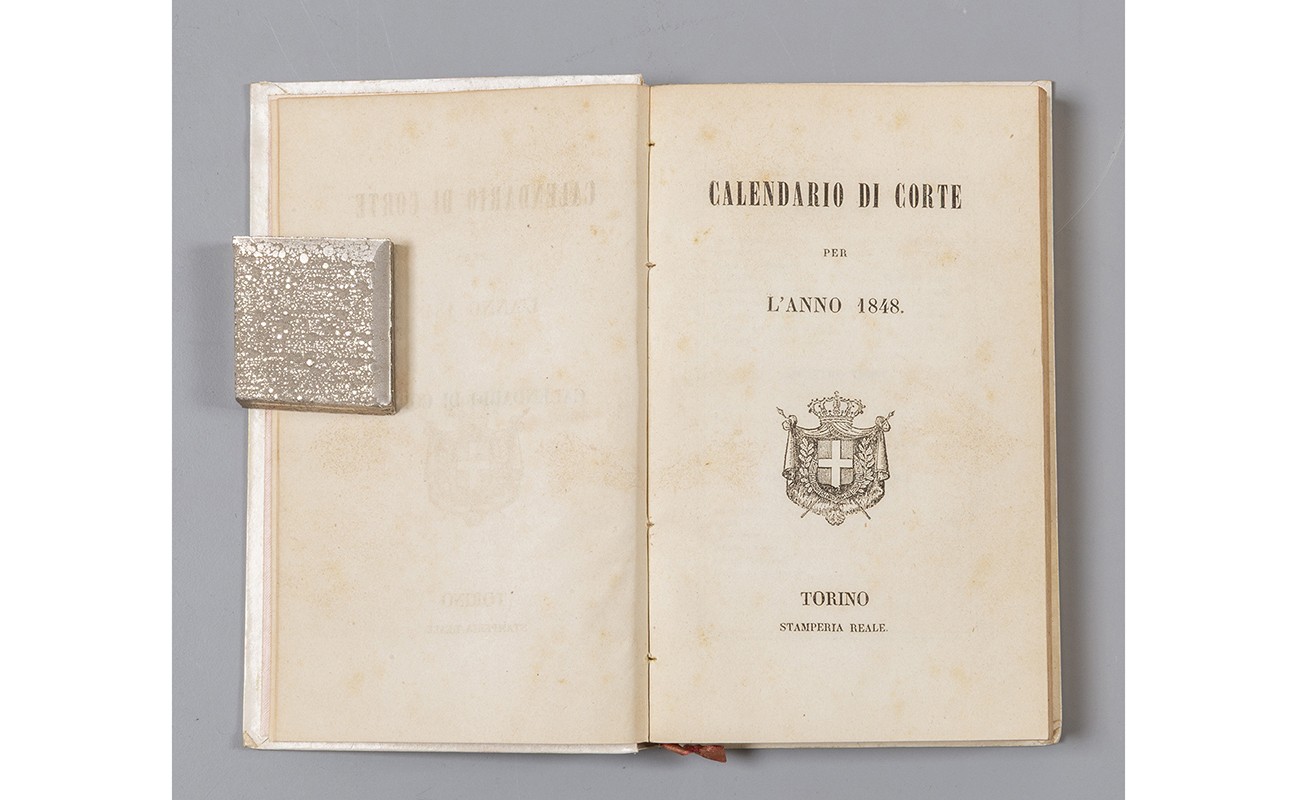 CALENDARIO DI CORTE
PER
L'ANNO 1848.
TORINO
STAMPERIA REALE.